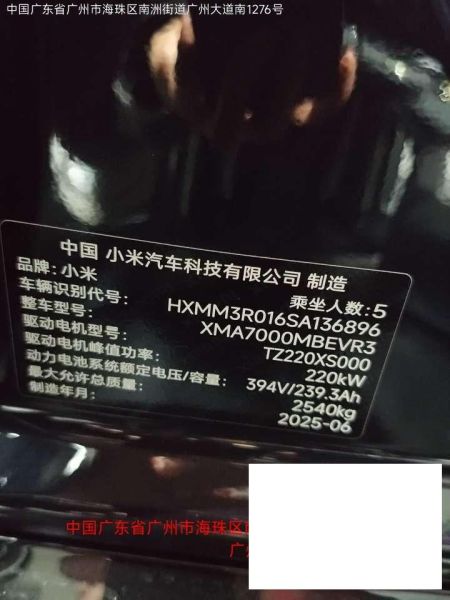 中国广东省广州市海珠区南洲街道广州大道南1276号
中国 小米汽车科技有限公司 制造
品牌:小米 乘坐人数:5
车辆识别代号: HXMM3R016SA136896
整车型号: XMA7000MBEVR3
驱动电机型号: TZ220XS000
驱动电机峰值功率: 220kW
动力电池系统额定电压/容量: 394V/239.3Ah
最大允许总质量: 2540kg
制造年月: 2025-06
中国广东省广州市海珠区南
广